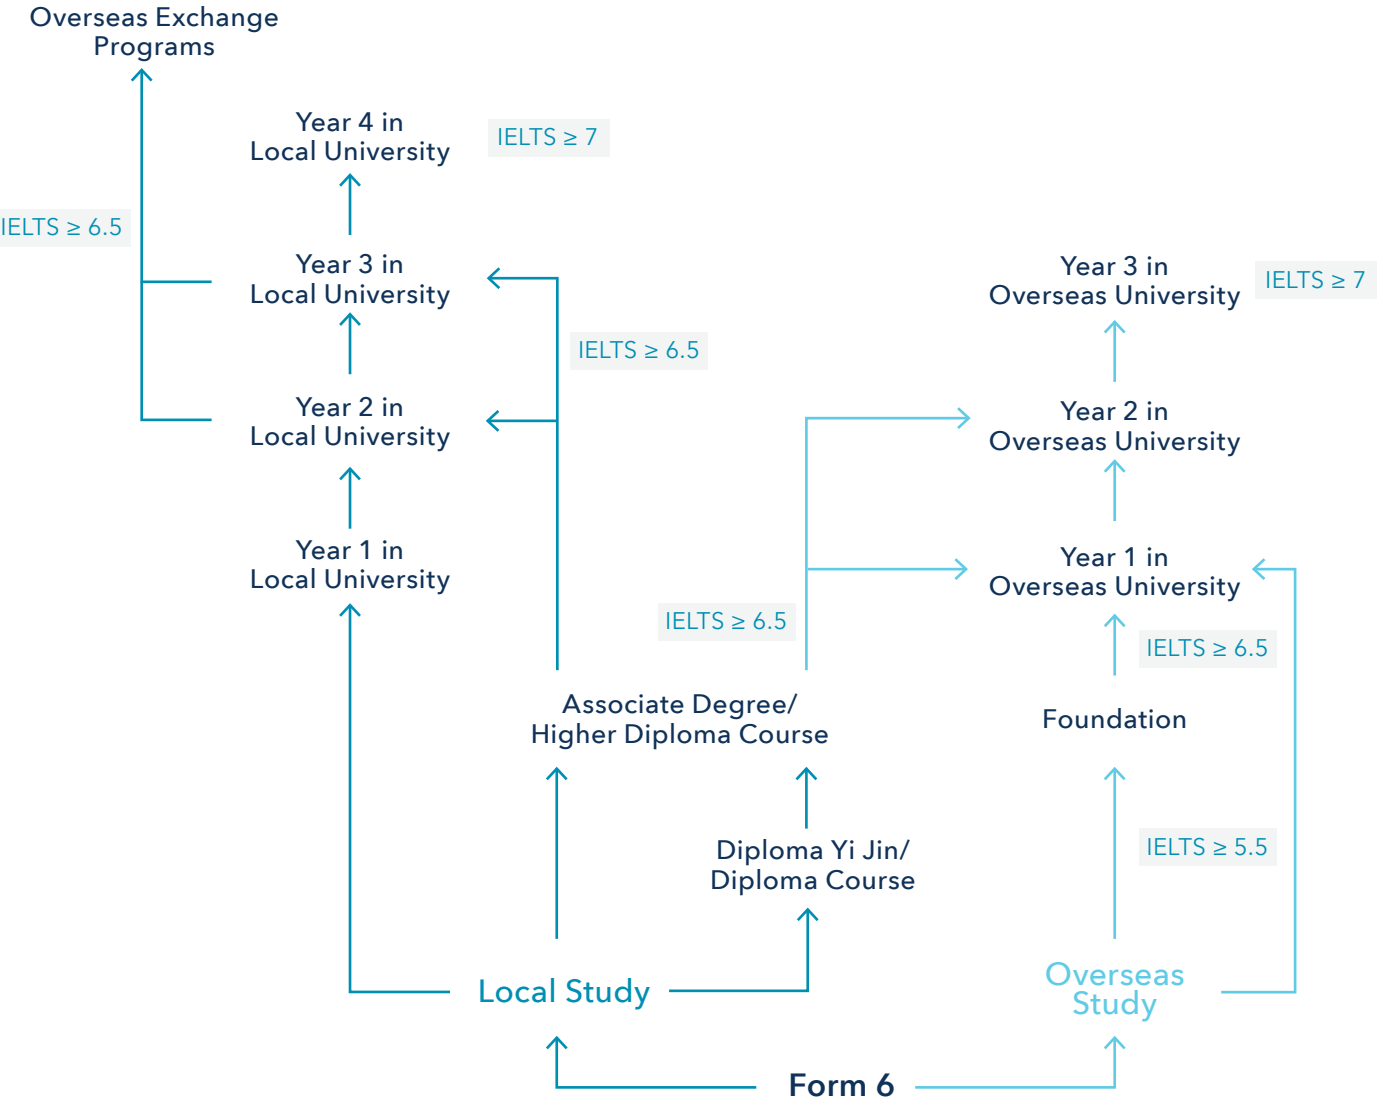 Overseas Exchange
Programs
Year 4 in
Local University
IELTS ≥ 7
IELTS ≥ 6.5
Year 3 in
Local University
Year 3 in
Overseas University
IELTS ≥ 7
IELTS ≥ 6.5
Year 2 in
Local University
Year 2 in
Overseas University
Year 1 in
Local University
Year 1 in
Overseas University
IELTS ≥ 6.5
IELTS ≥ 6.5
Associate Degree/
Higher Diploma Course
Foundation
Diploma Yi Jin/
Diploma Course
IELTS ≥ 5.5
Local Study
Overseas
Study
Form 6